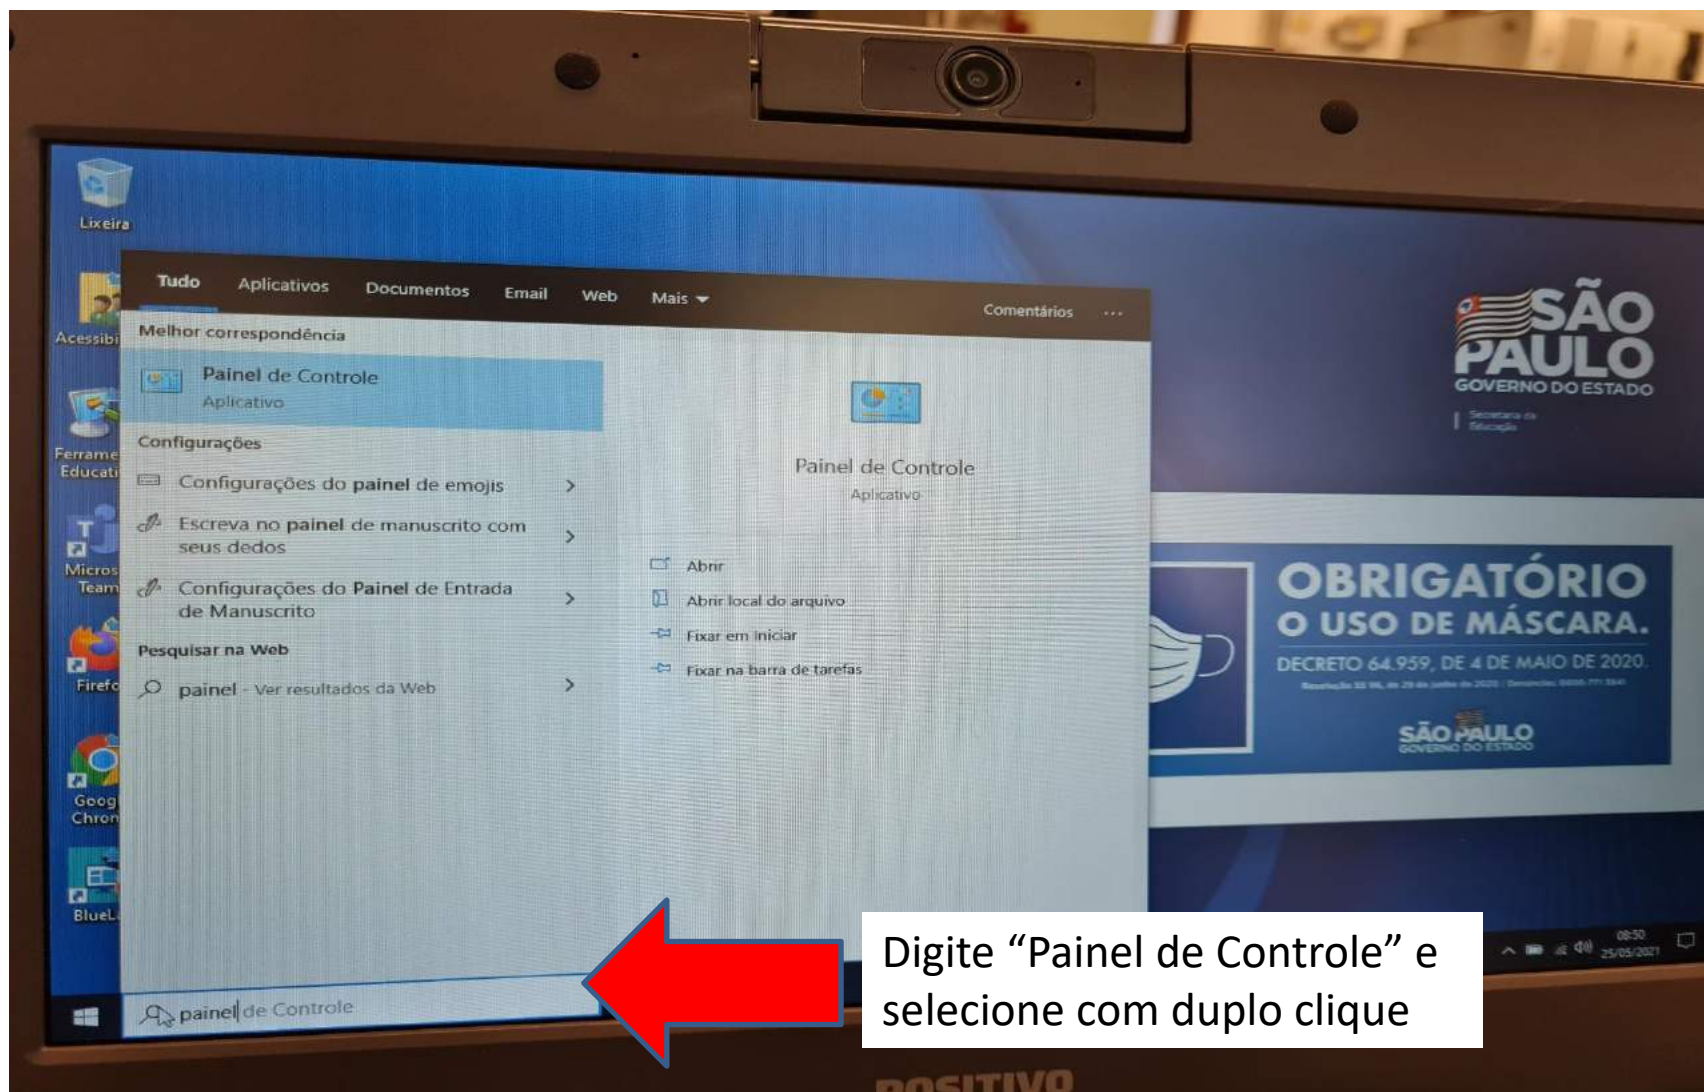 Lixeira
Acessibi
Ferrame
Educati
Micros
Team
Firefo
Goog
Chron
BlueL
Tudo Aplicativos Documentos Email Web Mais Comentários ...
Melhor correspondência
Painel de Controle
Aplicativo
Configurações
Configurações do painel de emojis
Escreva no painel de manuscrito com
seus dedos
Configurações do Painel de Entrada
de Manuscrito
Pesquisar na Web
painel - Ver resultados da Web
painel de Controle
Painel de Controle
Aplicativo
Abrir
Abrir local do arquivo
Fixar em Iniciar
Fixar na barra de tarefas
SÃO
PAULO
GOVERNO DO ESTADO
Secretaria da
Educação
OBRIGATÓRIO
O USO DE MÁSCARA.
DECRETO 64.959, DE 4 DE MAIO DE 2020.
SÃO PAULO
GOVERNO DO ESTADO
08:50
25/05/2021
Digite “Painel de Controle” e
selecione com duplo clique
POSITIVO